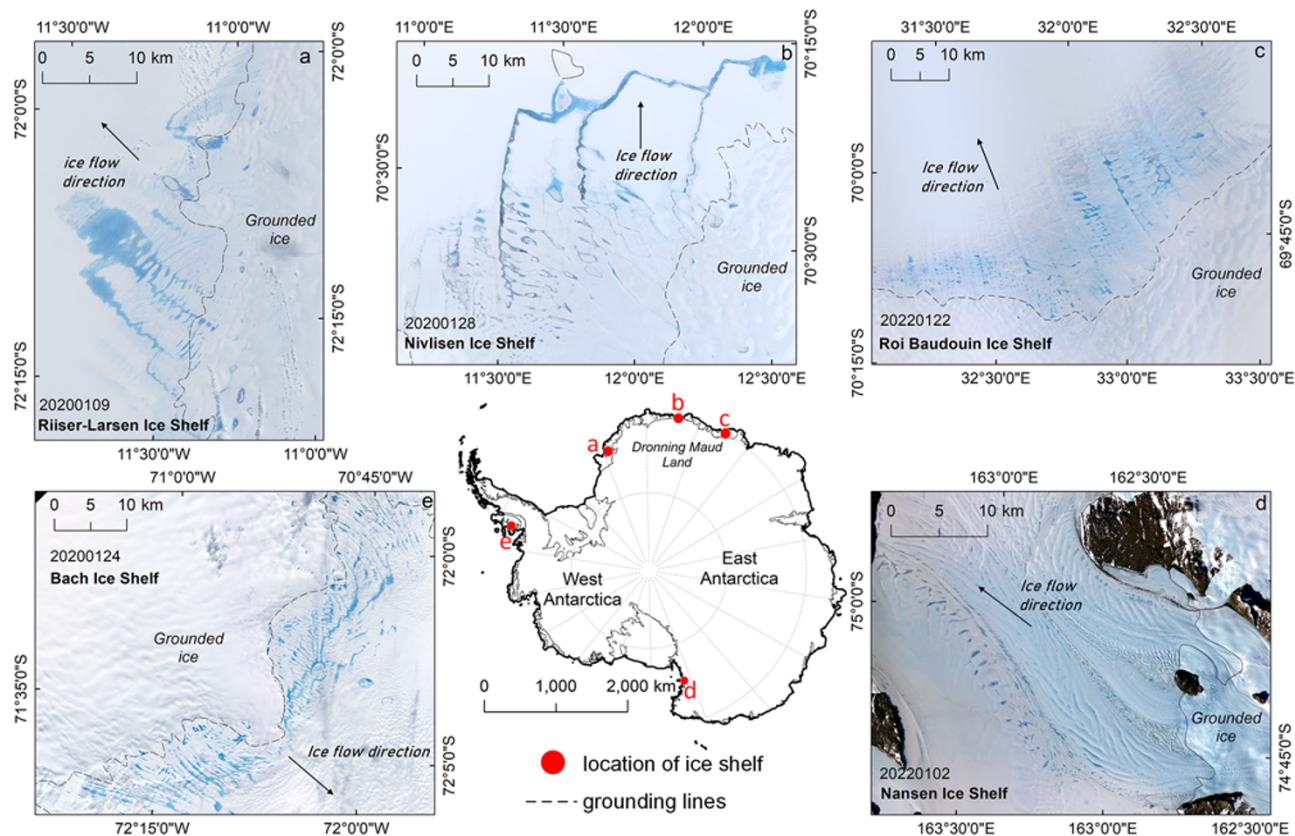 11°30'0"W 11°0'0"W
0 5 10 km
a
72°0'0"S
72°0'0"S
ice flow
direction
Grounded
ice
72°15'0"S
72°15'0"S
20200109
Riiser-Larsen Ice Shelf
11°30'0"W 11°0'0"W
11°0'0"E 11°30'0"E 12°0'0"E
0 5 10 km
b
70°15'0"S
70°30'0"S
Ice flow
direction
70°30'0"S
Grounded
ice
20200128
Nivlisen Ice Shelf
11°30'0"E 12°0'0"E 12°30'0"E
31°30'0"E 32°0'0"E 32°30'0"E
0 5 10 km
c
70°0'0"S
Ice flow
direction
69°45'0"S
Grounded
ice
20220122
Roi Baudouin Ice Shelf
70°15'0"S
32°30'0"E 33°0'0"E 33°30'0"E
71°0'0"W 70°45'0"W
0 5 10 km
e
20200124
Bach Ice Shelf
72°0'0"S
Grounded
ice
71°35'0"S
Ice flow direction
72°5'0"S
72°15'0"W 72°0'0"W
a
b
c
Dronning Maud
Land
e
West
Antarctica
East
Antarctica
d
0 1,000 2,000 km
location of ice shelf
grounding lines
163°0'0"E 162°30'0"E
0 5 10 km
d
Ice flow
direction
75°0'0"S
Grounded
ice
74°45'0"S
20220102
Nansen Ice Shelf
163°30'0"E 163°0'0"E 162°30'0"E